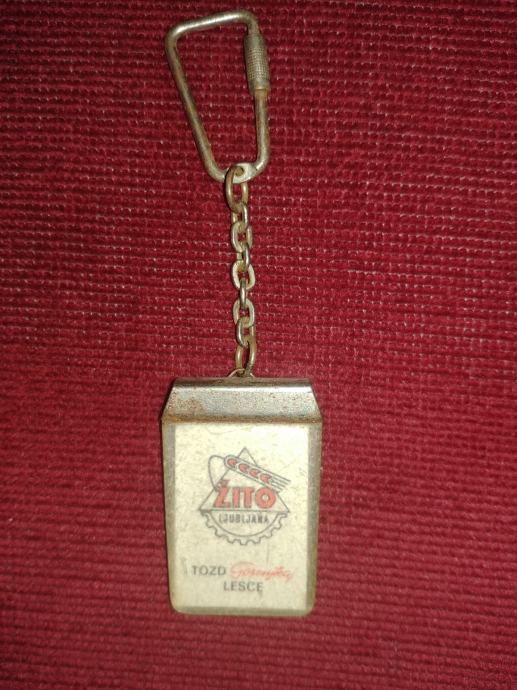 ŽITO
LJUBLJANA
TOZD Gorenjka
LESCE